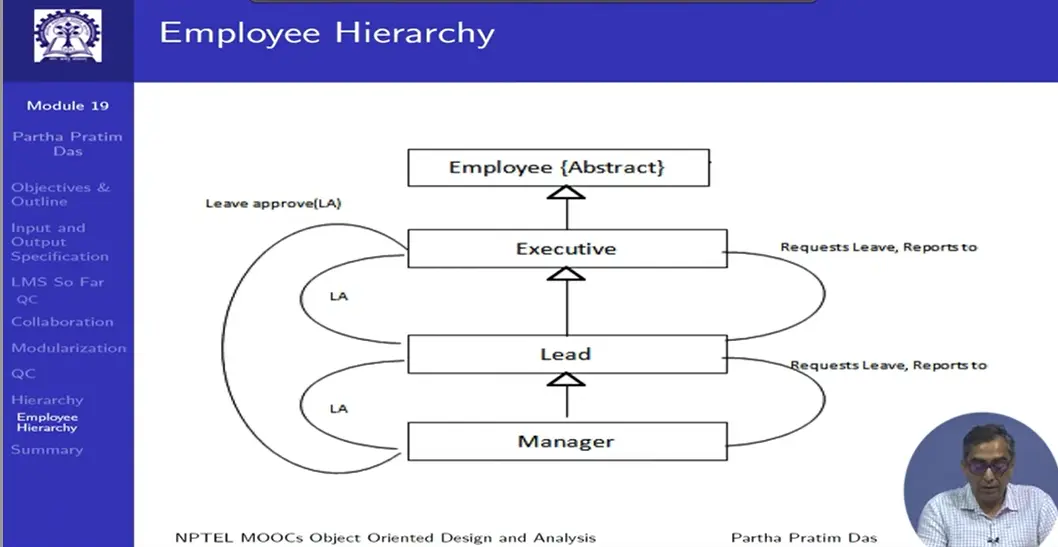 Employee Hierarchy
Module 19
Partha Pratim
Das
Objectives &
Outline
Input and
Output
Specification
LMS So Far
QC
Collaboration
Modularization
QC
Hierarchy
Employee
Hierarchy
Summary
Employee {Abstract}
Leave approve(LA)
Executive
Requests Leave, Reports to
LA
Lead
Requests Leave, Reports to
LA
Manager
NPTEL MOOCs Object Oriented Design and Analysis
Partha Pratim Das